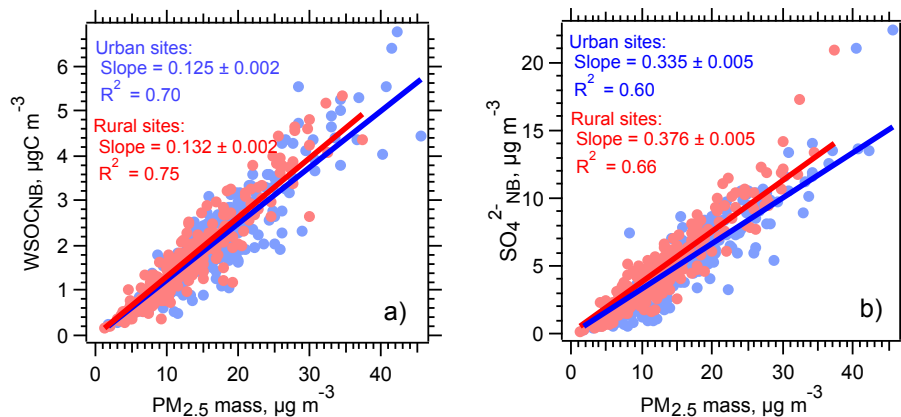 Urban sites:
Slope = 0.125 ± 0.002
R² = 0.70
Rural sites:
Slope = 0.132 ± 0.002
R² = 0.75
WSOC_NB, µgC m⁻³
6
5
4
3
2
1
0
a)
0 10 20 30 40
PM₂.₅ mass, µg m⁻³
Urban sites:
Slope = 0.335 ± 0.005
R² = 0.60
Rural sites:
Slope = 0.376 ± 0.005
R² = 0.66
SO₄²⁻_NB, µg m⁻³
20
15
10
5
0
b)
0 10 20 30 40
PM₂.₅ mass, µg m⁻³